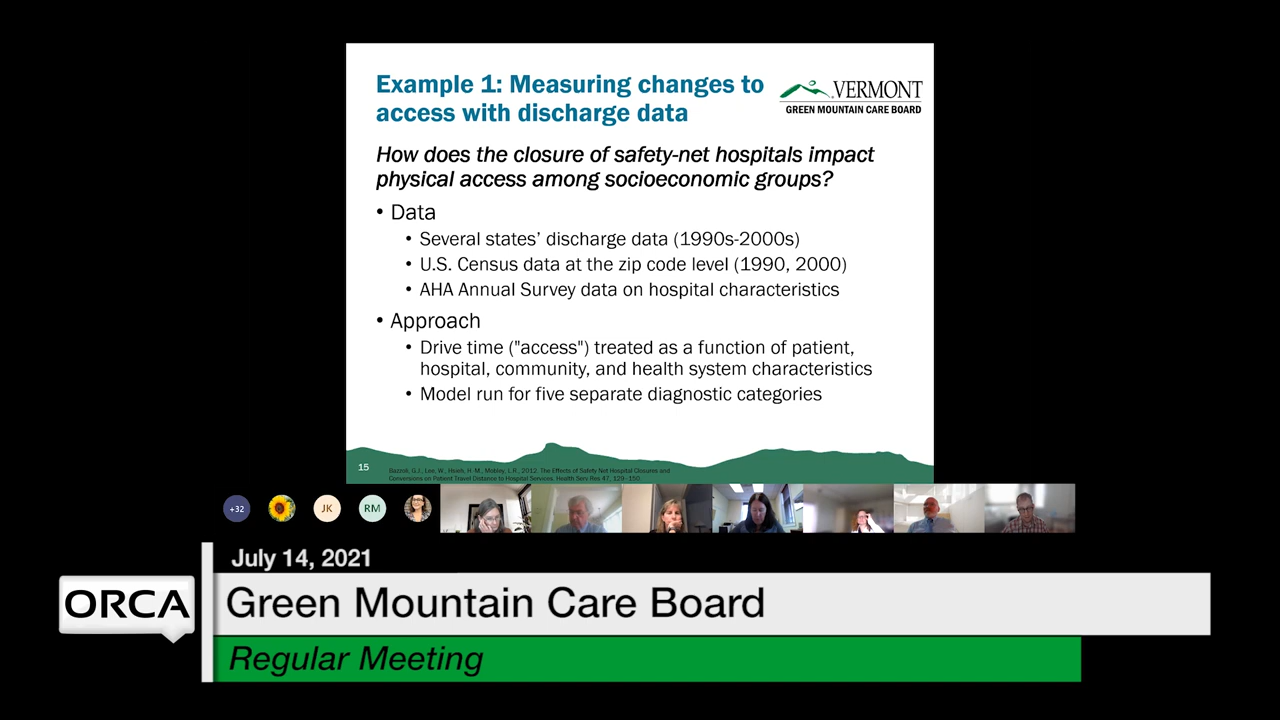 Example 1: Measuring changes to
access with discharge data
VERMONT
GREEN MOUNTAIN CARE BOARD
How does the closure of safety-net hospitals impact
physical access among socioeconomic groups?
• Data
• Several states’ discharge data (1990s-2000s)
• U.S. Census data at the zip code level (1990, 2000)
• AHA Annual Survey data on hospital characteristics
• Approach
• Drive time ("access") treated as a function of patient,
hospital, community, and health system characteristics
• Model run for five separate diagnostic categories
15
Bazzoli, G.J., Lee, W., Hsieh, H.-M., Mobley, L.R., 2012. The Effects of Safety Net Hospital Closures and
Conversions on Patient Travel Distance to Hospital Services. Health Serv Res 47, 129–150
+32
JK
RM
July 14, 2021
ORCA
Green Mountain Care Board
Regular Meeting